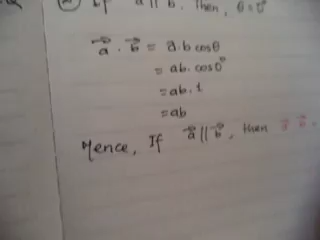 If a⃗ || b⃗. Then, θ = 0°
a⃗ . b⃗ = a.b cosθ
= ab. cos0°
= ab. 1
= ab
Hence, If a⃗ || b⃗, then a⃗ b⃗.